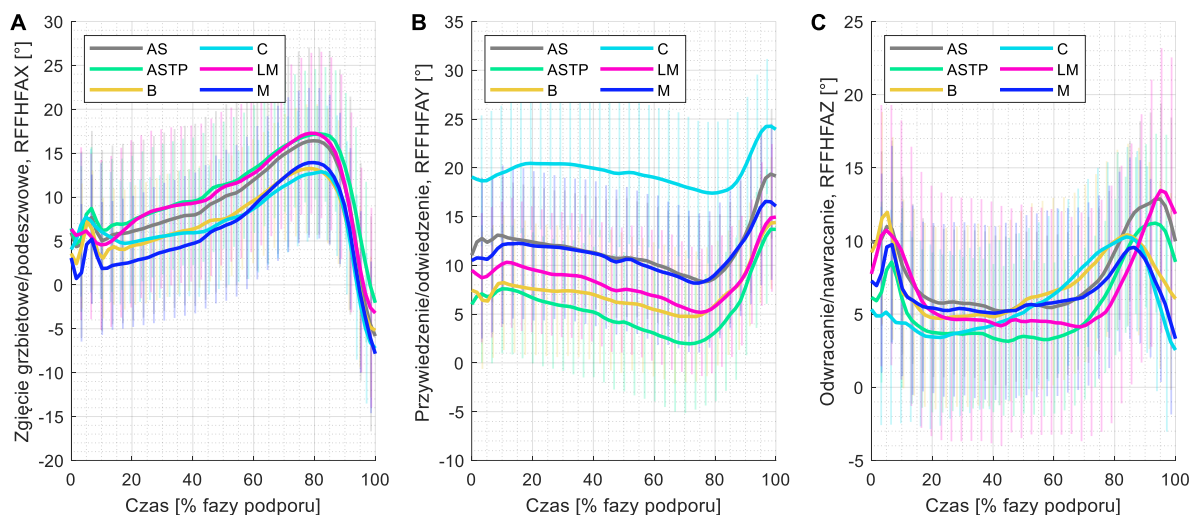 A
Zgięcie grzbietowe/podeszwowe, RFFHFAX [°]
30
25
20
15
10
5
0
-5
-10
-15
-20
AS C
ASTP LM
B M
0 20 40 60 80 100
Czas [% fazy podporu]
B
Przywiedzenie/odwiedzenie, RFFHFAY [°]
35
30
25
20
15
10
5
0
-5
-10
AS C
ASTP LM
B M
0 20 40 60 80 100
Czas [% fazy podporu]
C
Odwracanie/nawracanie, RFFHFAZ [°]
25
20
15
10
5
0
-5
AS C
ASTP LM
B M
0 20 40 60 80 100
Czas [% fazy podporu]